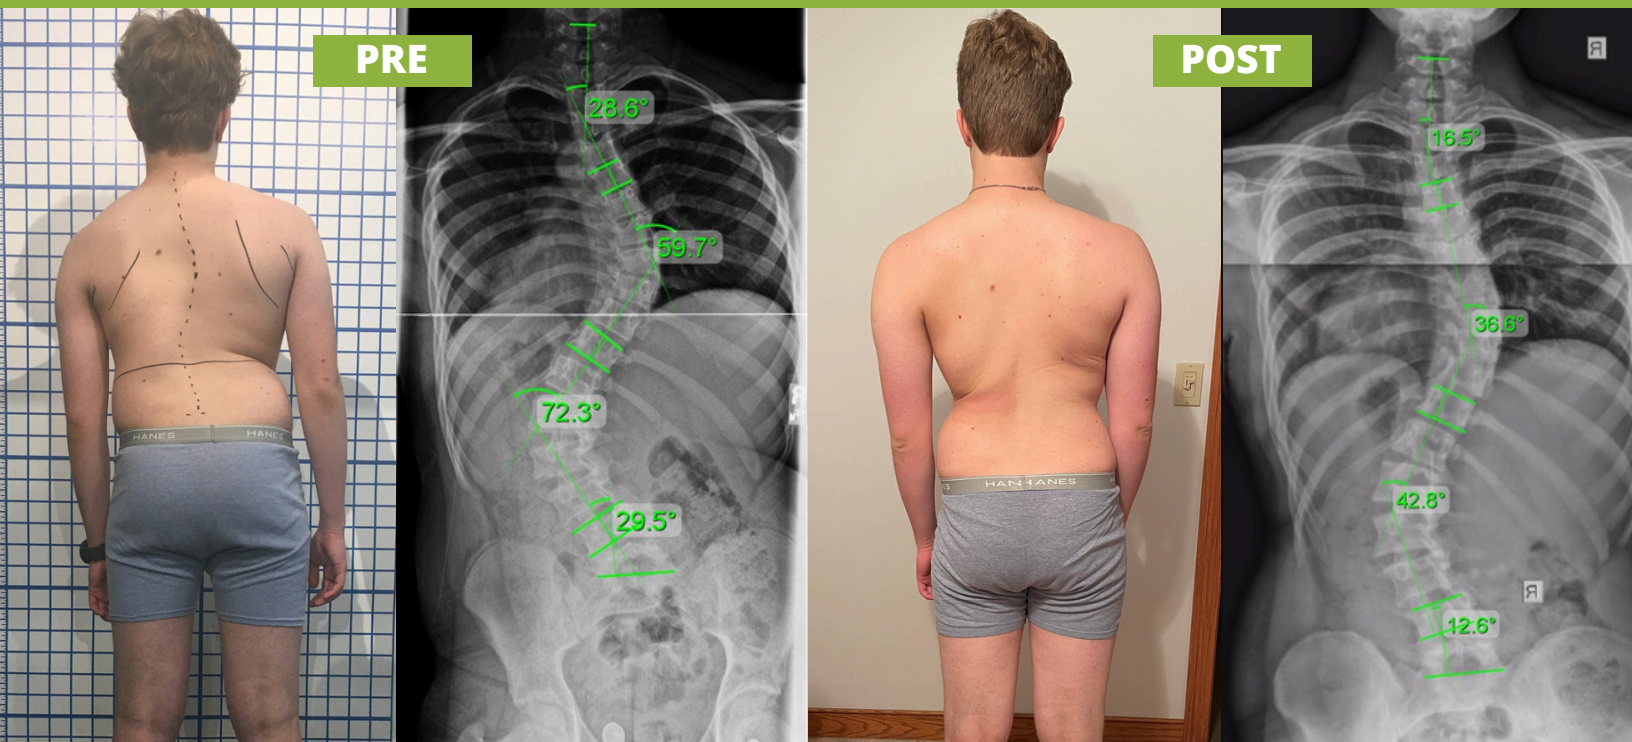 PRE
28.6°
59.7°
72.3°
29.5°
HANES HANES
POST
R
16.5°
36.6°
42.8°
R
12.6°
HANHANES